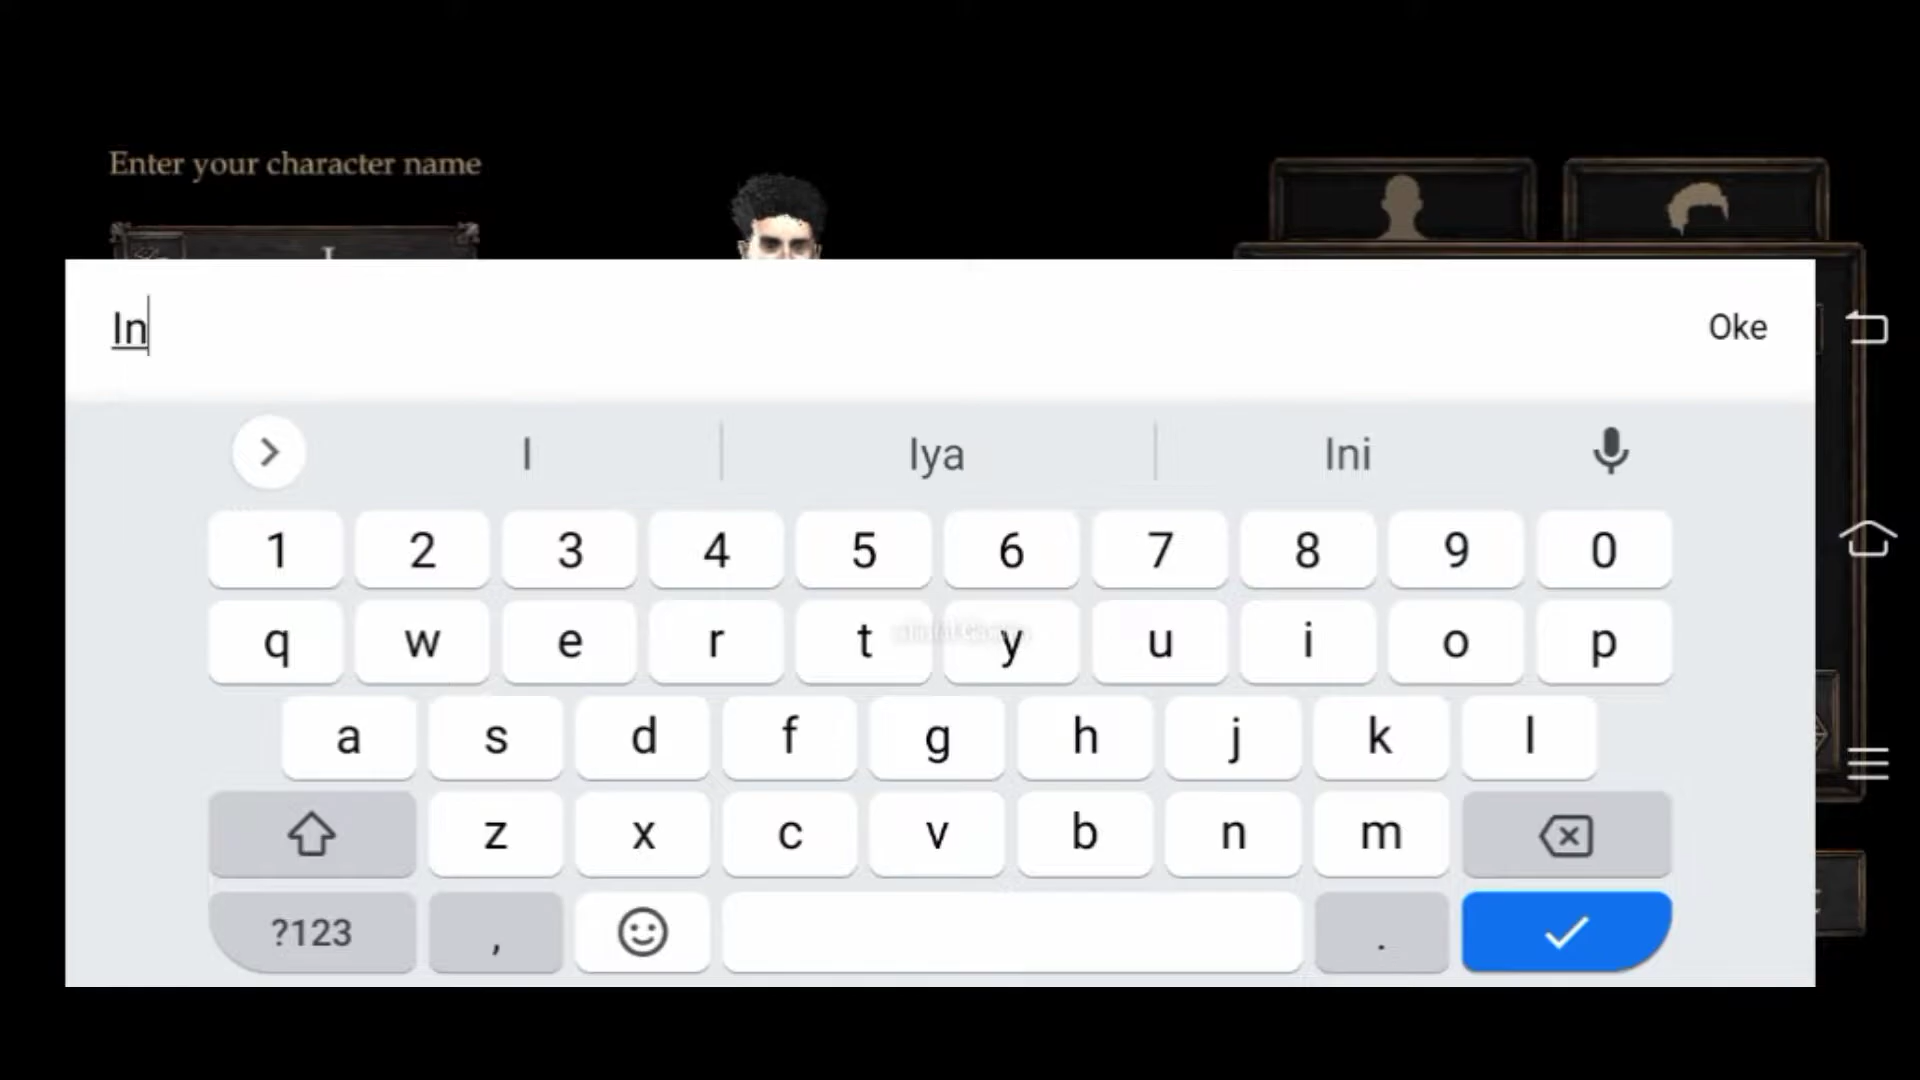 Enter your character name
I
In
Oke
I Iya Ini
1 2 3 4 5 6 7 8 9 0
q w e r t y u i o p
a s d f g h j k l
z x c v b n m
?123 , .